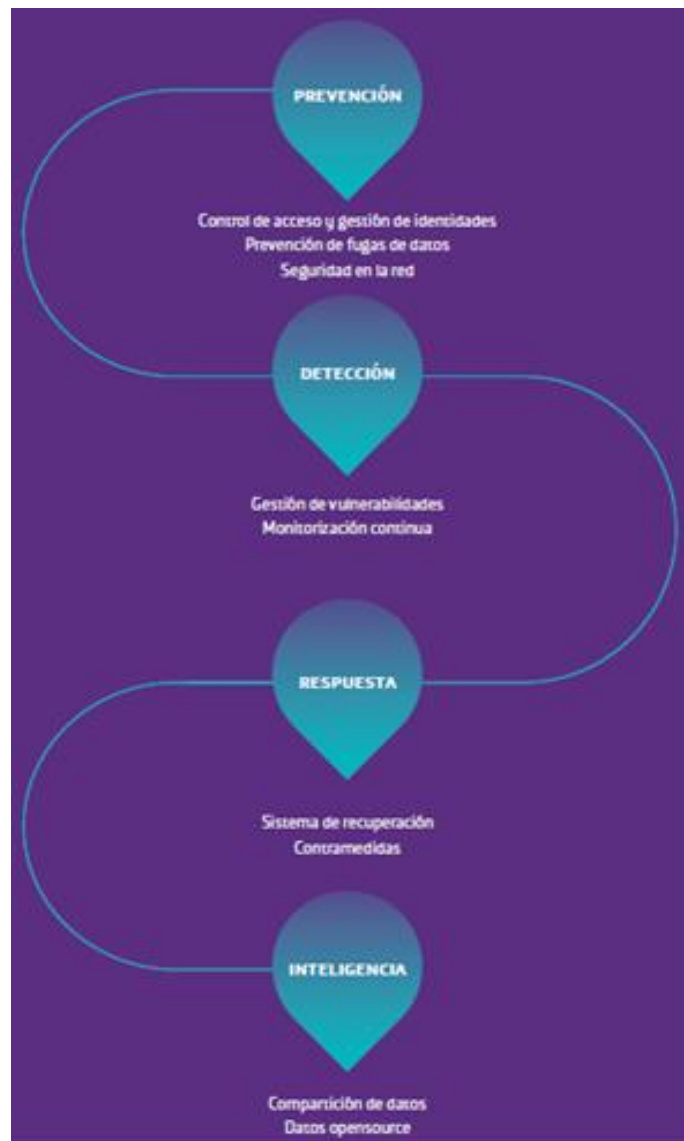 PREVENCIÓN
Control de acceso y gestión de identidades
Prevención de fugas de datos
Seguridad en la red
DETECCIÓN
Gestión de vulnerabilidades
Monitorización continua
RESPUESTA
Sistema de recuperación
Contramedidas
INTELIGENCIA
Compartición de datos
Datos opensource